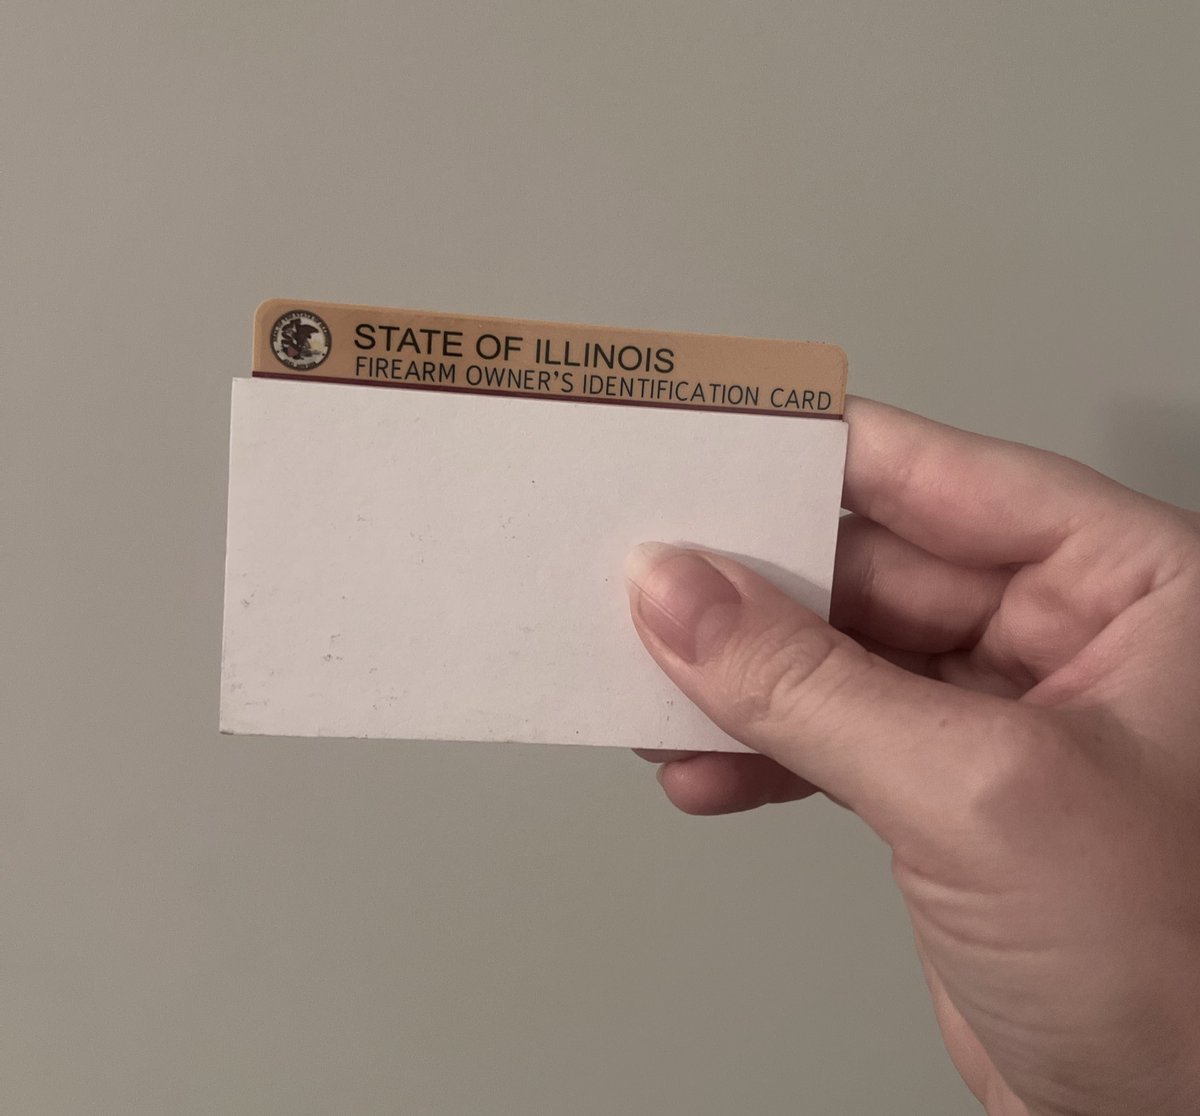 STATE OF ILLINOIS
FIREARM OWNER'S IDENTIFICATION CARD